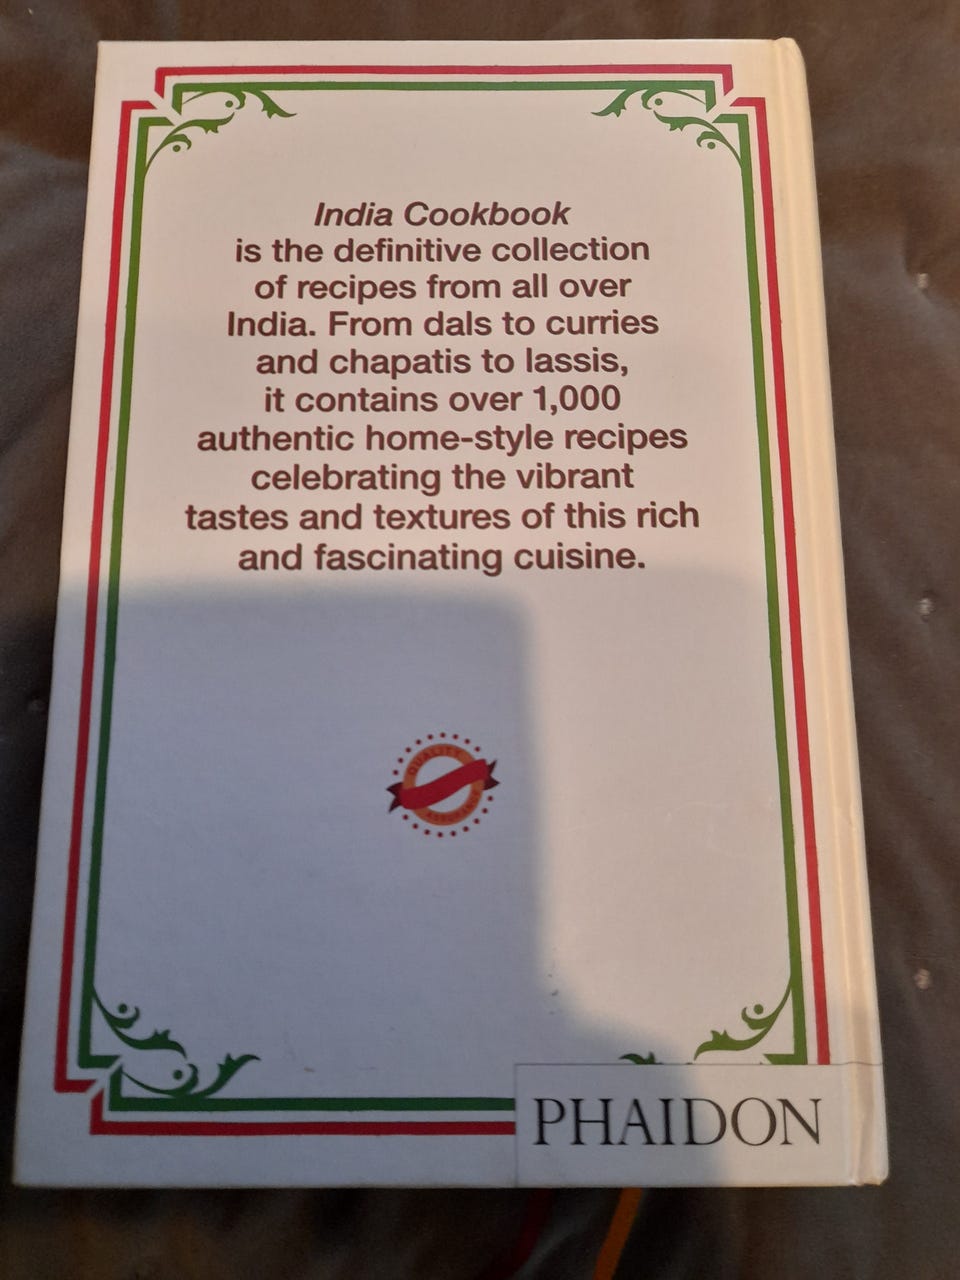 India Cookbook
is the definitive collection
of recipes from all over
India. From dals to curries
and chapatis to lassis,
it contains over 1,000
authentic home-style recipes
celebrating the vibrant
tastes and textures of this rich
and fascinating cuisine.
QUALITY
ASSURANCE
PHAIDON